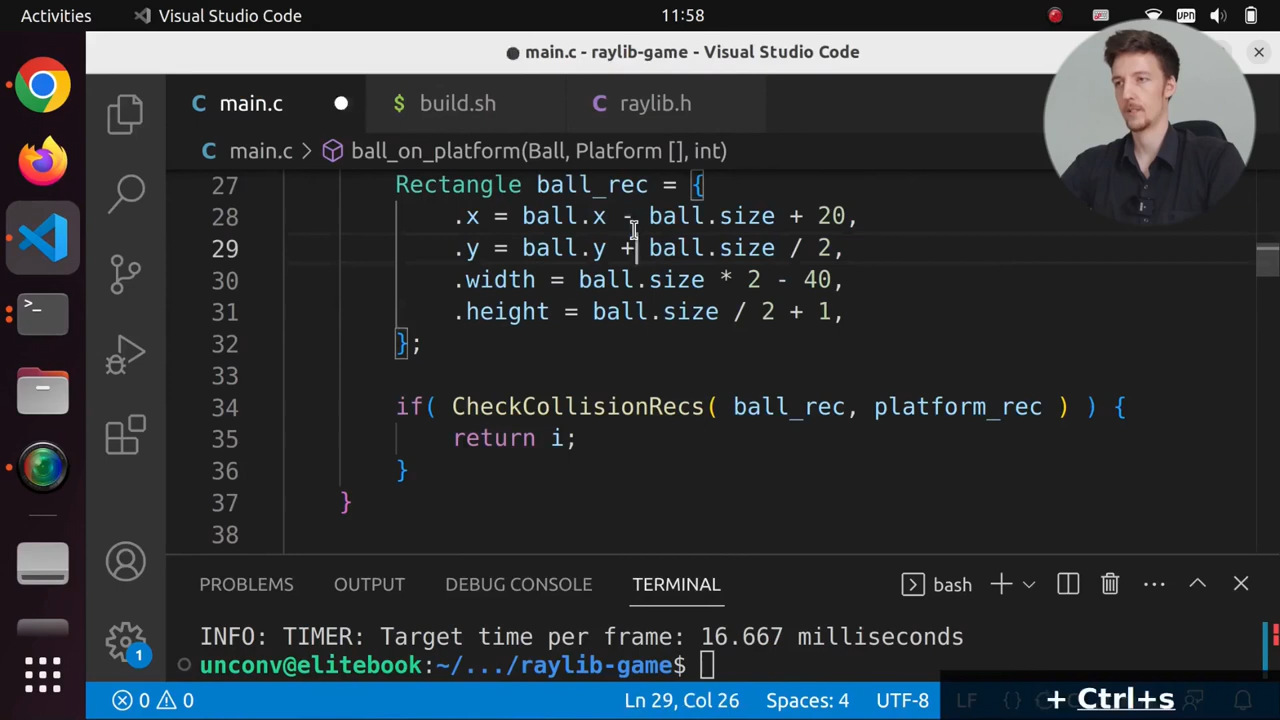 Activities Visual Studio Code 11:58 VPN
main.c - raylib-game - Visual Studio Code
C main.c $ build.sh C raylib.h
C main.c > ball_on_platform(Ball, Platform [], int)
27 Rectangle ball_rec = {
28 .x = ball.x - ball.size + 20,
29 .y = ball.y + ball.size / 2,
30 .width = ball.size * 2 - 40,
31 .height = ball.size / 2 + 1,
32 };
33
34 if( CheckCollisionRecs( ball_rec, platform_rec ) ) {
35 return i;
36 }
37 }
38
PROBLEMS OUTPUT DEBUG CONSOLE TERMINAL bash
INFO: TIMER: Target time per frame: 16.667 milliseconds
unconv@elitebook:~/.../raylib-game$
1
0 0 Ln 29, Col 26 Spaces: 4 UTF-8 LF C + Ctrl+s